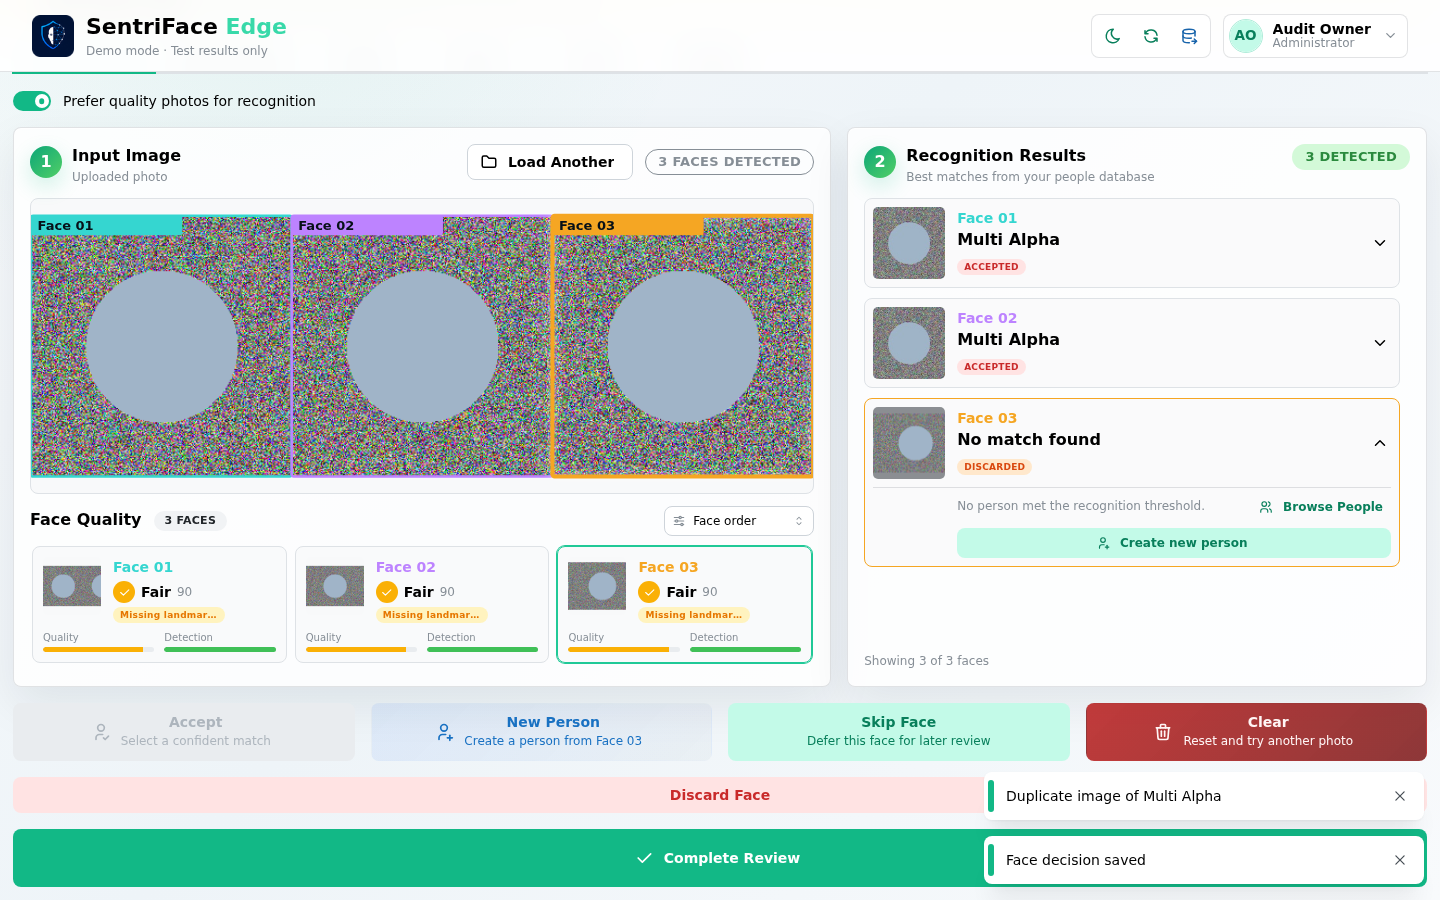 SentriFace Edge
Demo mode · Test results only
AO
Audit Owner
Administrator
Prefer quality photos for recognition
1
Input Image
Uploaded photo
Load Another
3 FACES DETECTED
Face 01
Face 02
Face 03
Face Quality
3 FACES
Face order
Face 01
Fair 90
Missing landmar...
Quality
Detection
Face 02
Fair 90
Missing landmar...
Quality
Detection
Face 03
Fair 90
Missing landmar...
Quality
Detection
2
Recognition Results
Best matches from your people database
3 DETECTED
Face 01
Multi Alpha
ACCEPTED
Face 02
Multi Alpha
ACCEPTED
Face 03
No match found
DISCARDED
No person met the recognition threshold.
Browse People
Create new person
Showing 3 of 3 faces
Accept
Select a confident match
New Person
Create a person from Face 03
Skip Face
Defer this face for later review
Clear
Reset and try another photo
Discard Face
Duplicate image of Multi Alpha
Complete Review
Face decision saved